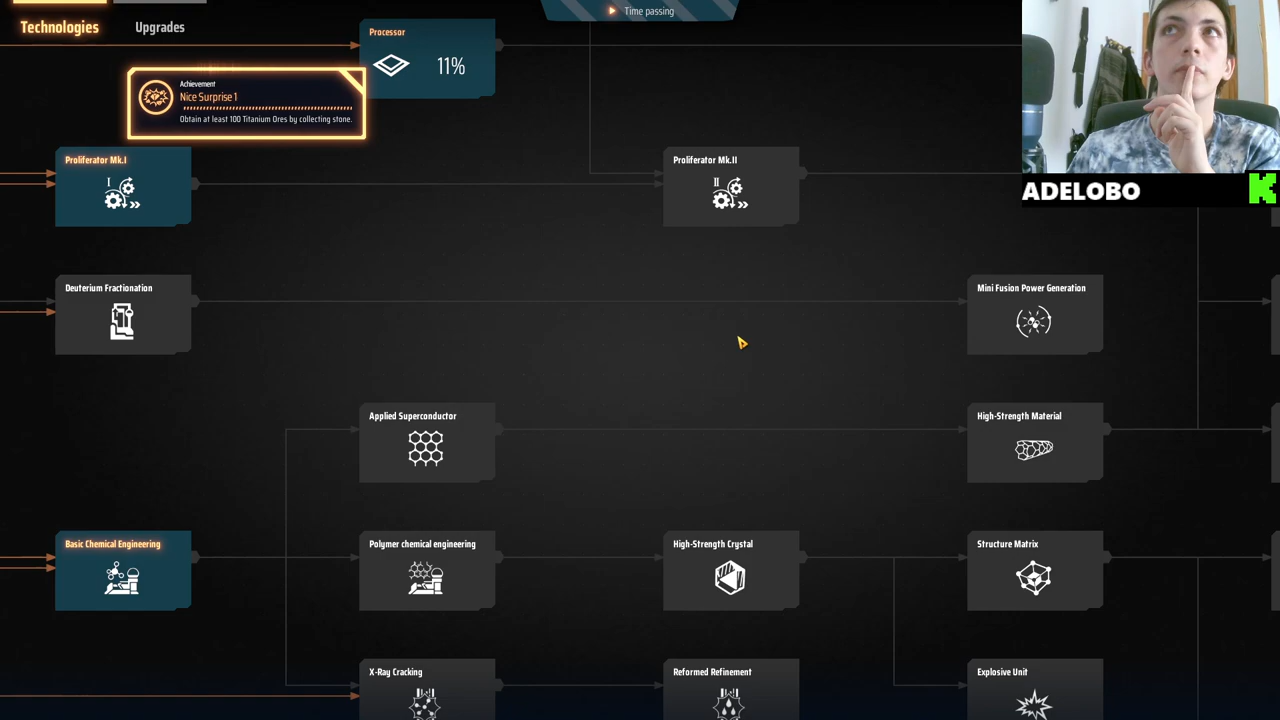 Technologies
Upgrades
Time passing
Processor
11%
Achievement
Nice Surprise 1
Obtain at least 100 Titanium Ores by collecting stone.
ADELOBO
K
Proliferator Mk.I
I
Proliferator Mk.II
II
Deuterium Fractionation
Mini Fusion Power Generation
Applied Superconductor
High-Strength Material
Basic Chemical Engineering
Polymer chemical engineering
High-Strength Crystal
Structure Matrix
X-Ray Cracking
Reformed Refinement
Explosive Unit